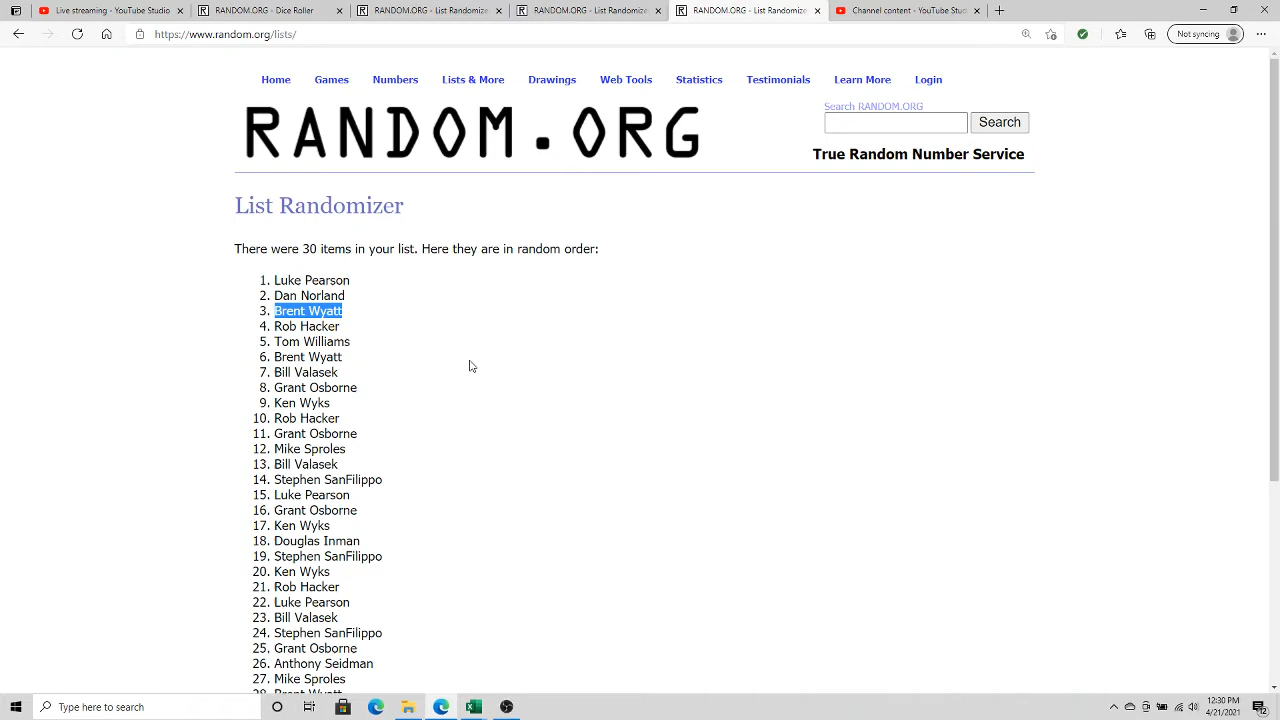 Live streaming - YouTube Studio
RANDOM.ORG - Dice Roller
RANDOM.ORG - List Randomizer
RANDOM.ORG - List Randomizer
RANDOM.ORG - List Randomizer
Channel content - YouTube Studio
https://www.random.org/lists/
Not syncing
Home Games Numbers Lists & More Drawings Web Tools Statistics Testimonials Learn More Login
RANDOM.ORG
Search RANDOM.ORG
Search
True Random Number Service
List Randomizer
There were 30 items in your list. Here they are in random order:
1. Luke Pearson
2. Dan Norland
3. Brent Wyatt
4. Rob Hacker
5. Tom Williams
6. Brent Wyatt
7. Bill Valasek
8. Grant Osborne
9. Ken Wyks
10. Rob Hacker
11. Grant Osborne
12. Mike Sproles
13. Bill Valasek
14. Stephen SanFilippo
15. Luke Pearson
16. Grant Osborne
17. Ken Wyks
18. Douglas Inman
19. Stephen SanFilippo
20. Ken Wyks
21. Rob Hacker
22. Luke Pearson
23. Bill Valasek
24. Stephen SanFilippo
25. Grant Osborne
26. Anthony Seidman
27. Mike Sproles
28. Brent Wyatt
Type here to search
12:30 PM
4/21/2021
12